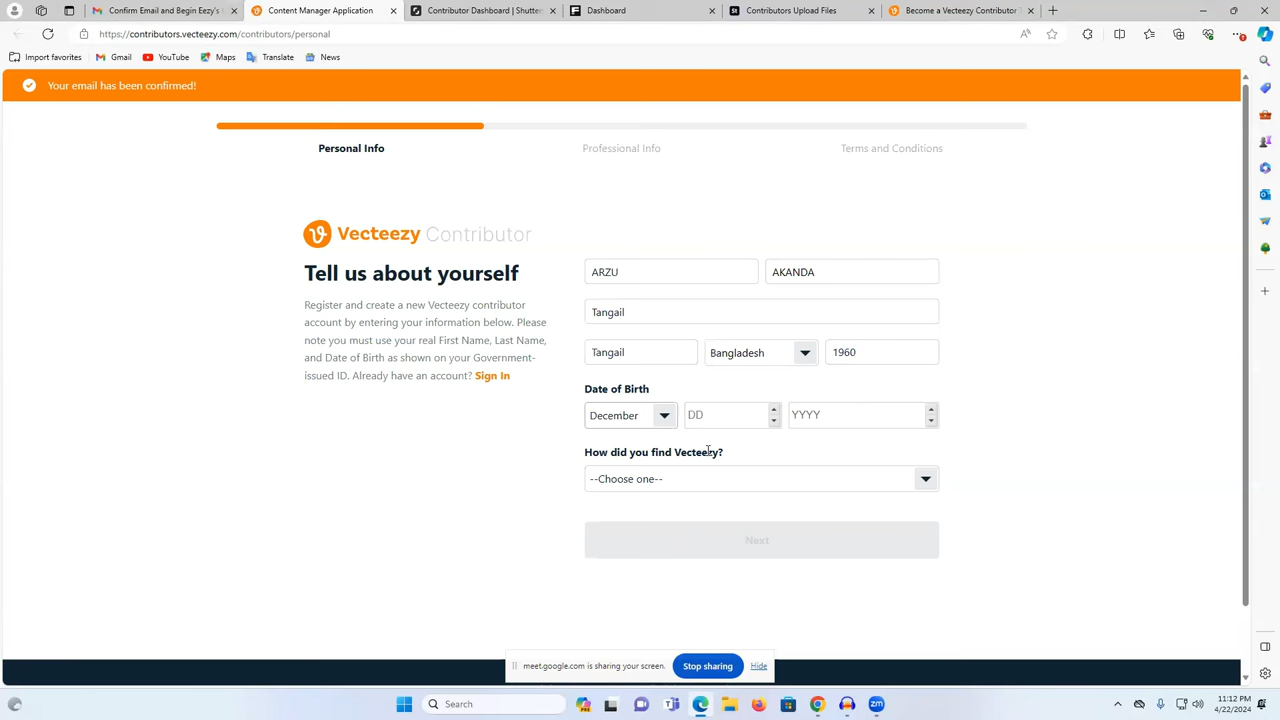 Confirm Email and Begin Eezy's
Content Manager Application
Contributor Dashboard | Shutters
Dashboard
Contributors Upload Files
Become a Vecteezy Contributor
https://contributors.vecteezy.com/contributors/personal
Import favorites
Gmail
YouTube
Maps
Translate
News
Your email has been confirmed!
Personal Info
Professional Info
Terms and Conditions
Vecteezy Contributor
Tell us about yourself
Register and create a new Vecteezy contributor
account by entering your information below. Please
note you must use your real First Name, Last Name,
and Date of Birth as shown on your Government-
issued ID. Already have an account? Sign In
ARZU
AKANDA
Tangail
Tangail
Bangladesh
1960
Date of Birth
December
DD
YYYY
How did you find Vecteezy?
--Choose one--
Next
meet.google.com is sharing your screen.
Stop sharing
Hide
Search
11:12 PM
4/22/2024